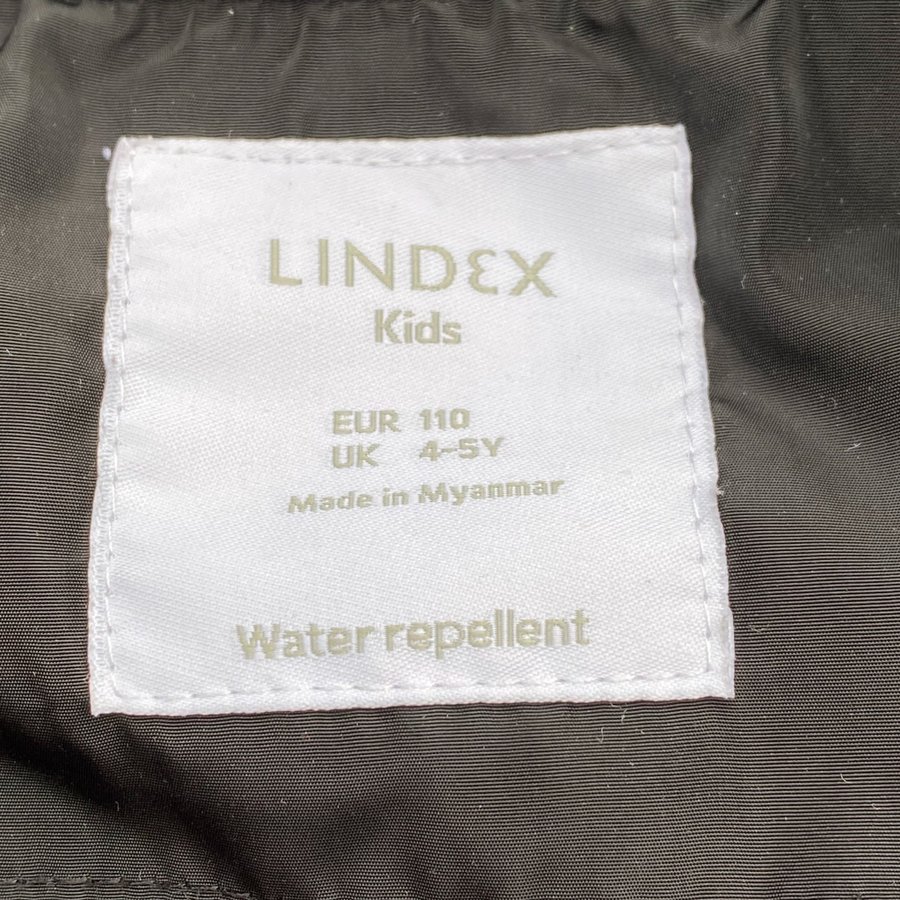 LINDEX
Kids
EUR 110
UK 4-5Y
Made in Myanmar
Water repellent